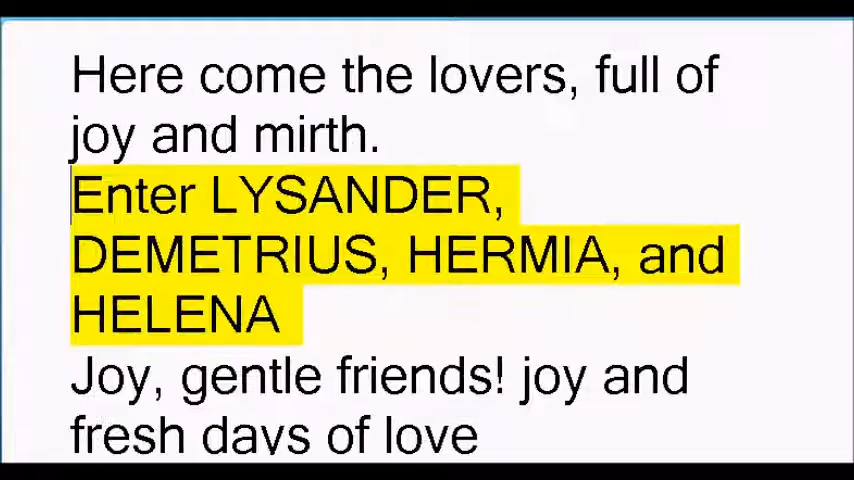 Here come the lovers, full of
joy and mirth.
Enter LYSANDER,
DEMETRIUS, HERMIA, and
HELENA
Joy, gentle friends! joy and
fresh days of love